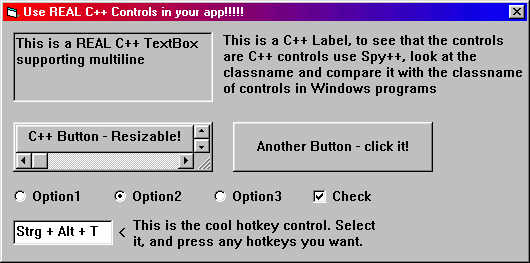 Use REAL C++ Controls in your app!!!!!
This is a REAL C++ TextBox
supporting multiline
This is a C++ Label, to see that the controls
are C++ controls use Spy++, look at the
classname and compare it with the classname
of controls in Windows programs
C++ Button - Resizable!
Another Button - click it!
Option1
Option2
Option3
Check
Strg + Alt + T
< This is the cool hotkey control. Select
it, and press any hotkeys you want.